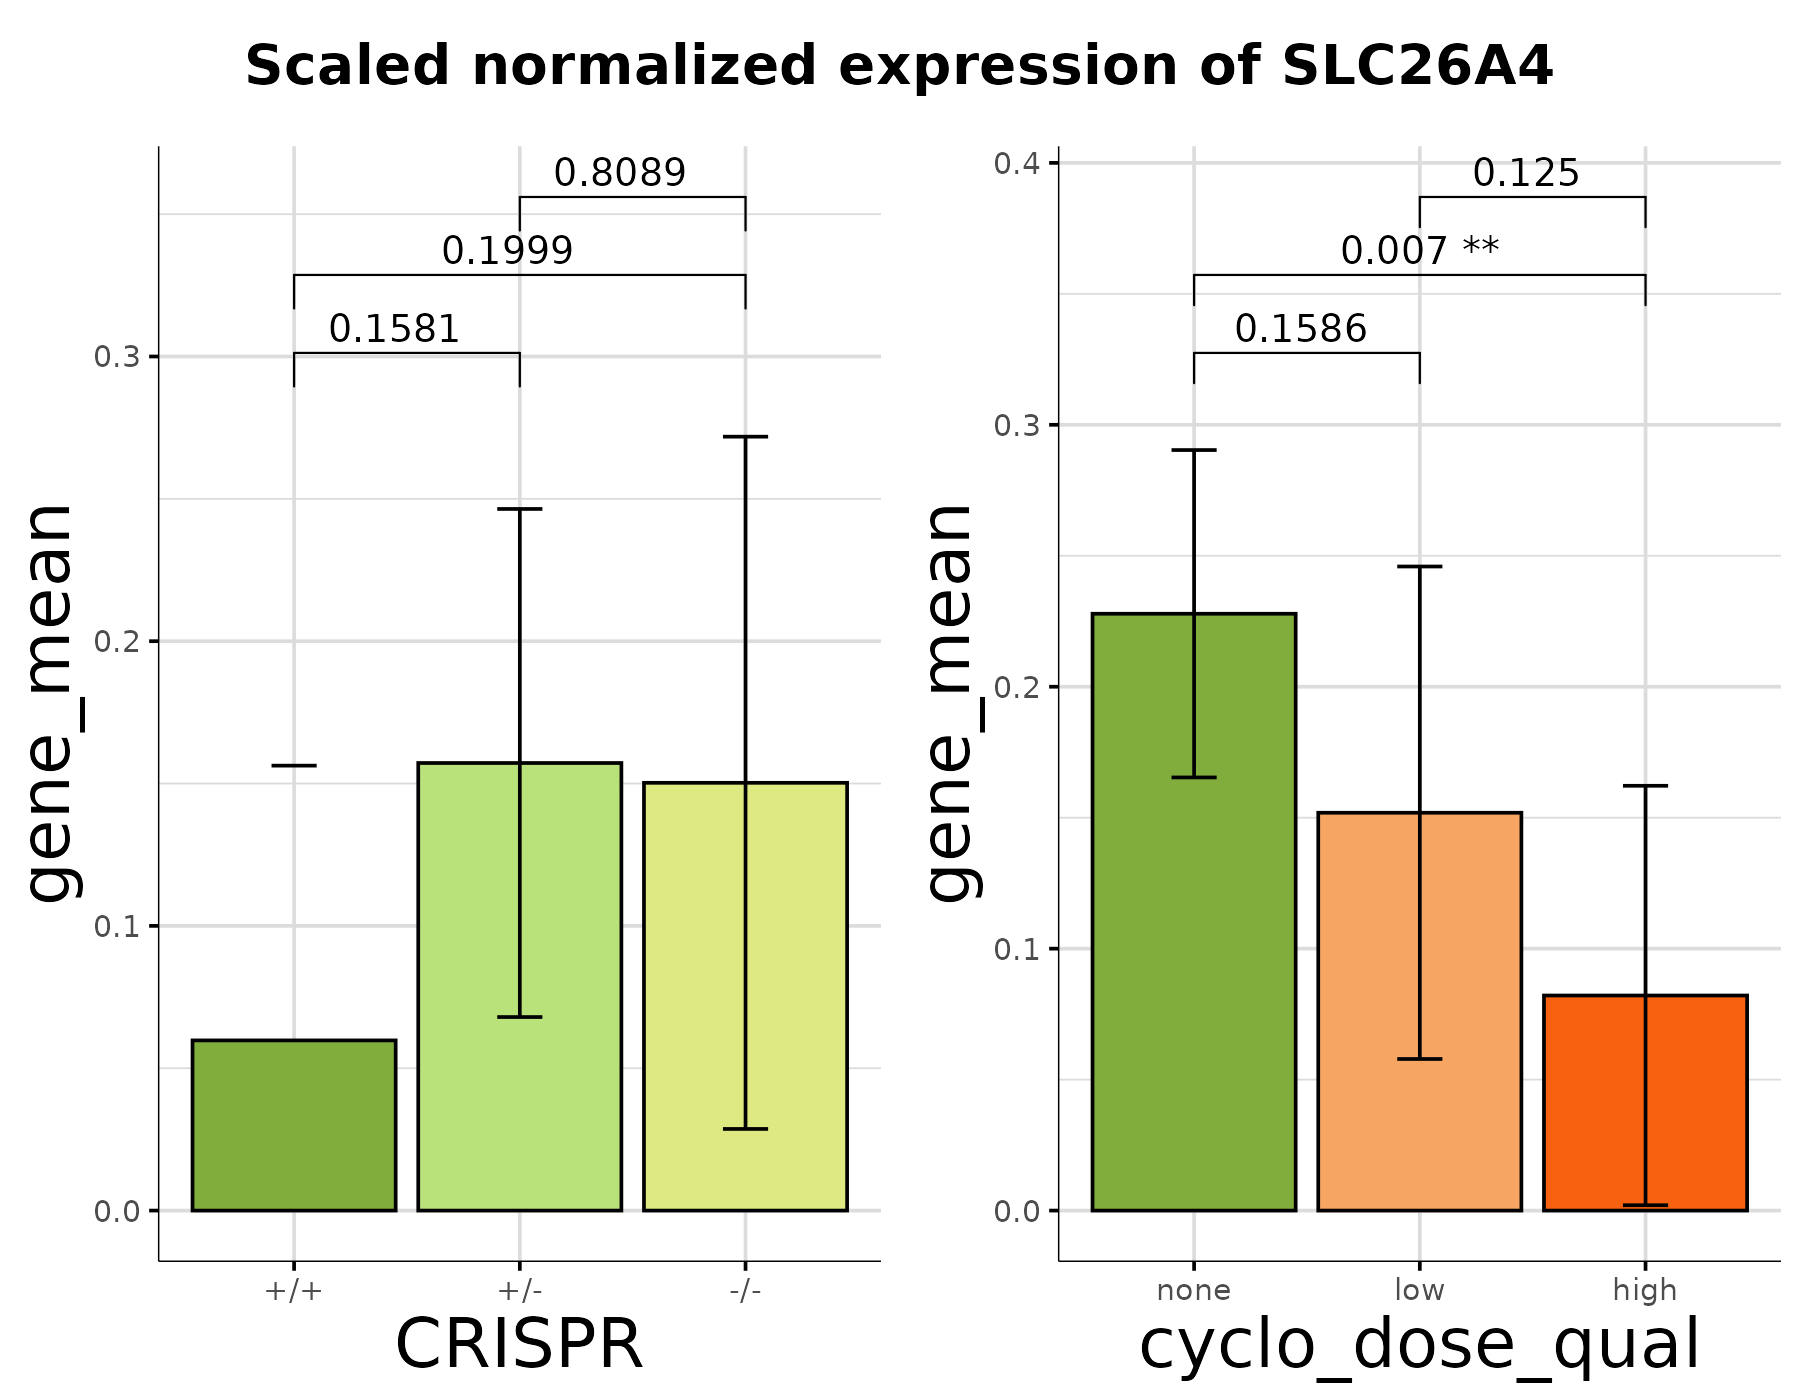 Scaled normalized expression of SLC26A4
gene_mean
0.3
0.2
0.1
0.0
0.8089
0.1999
0.1581
+/+
+/-
-/-
CRISPR
gene_mean
0.4
0.3
0.2
0.1
0.0
0.125
0.007 **
0.1586
none
low
high
cyclo_dose_qual